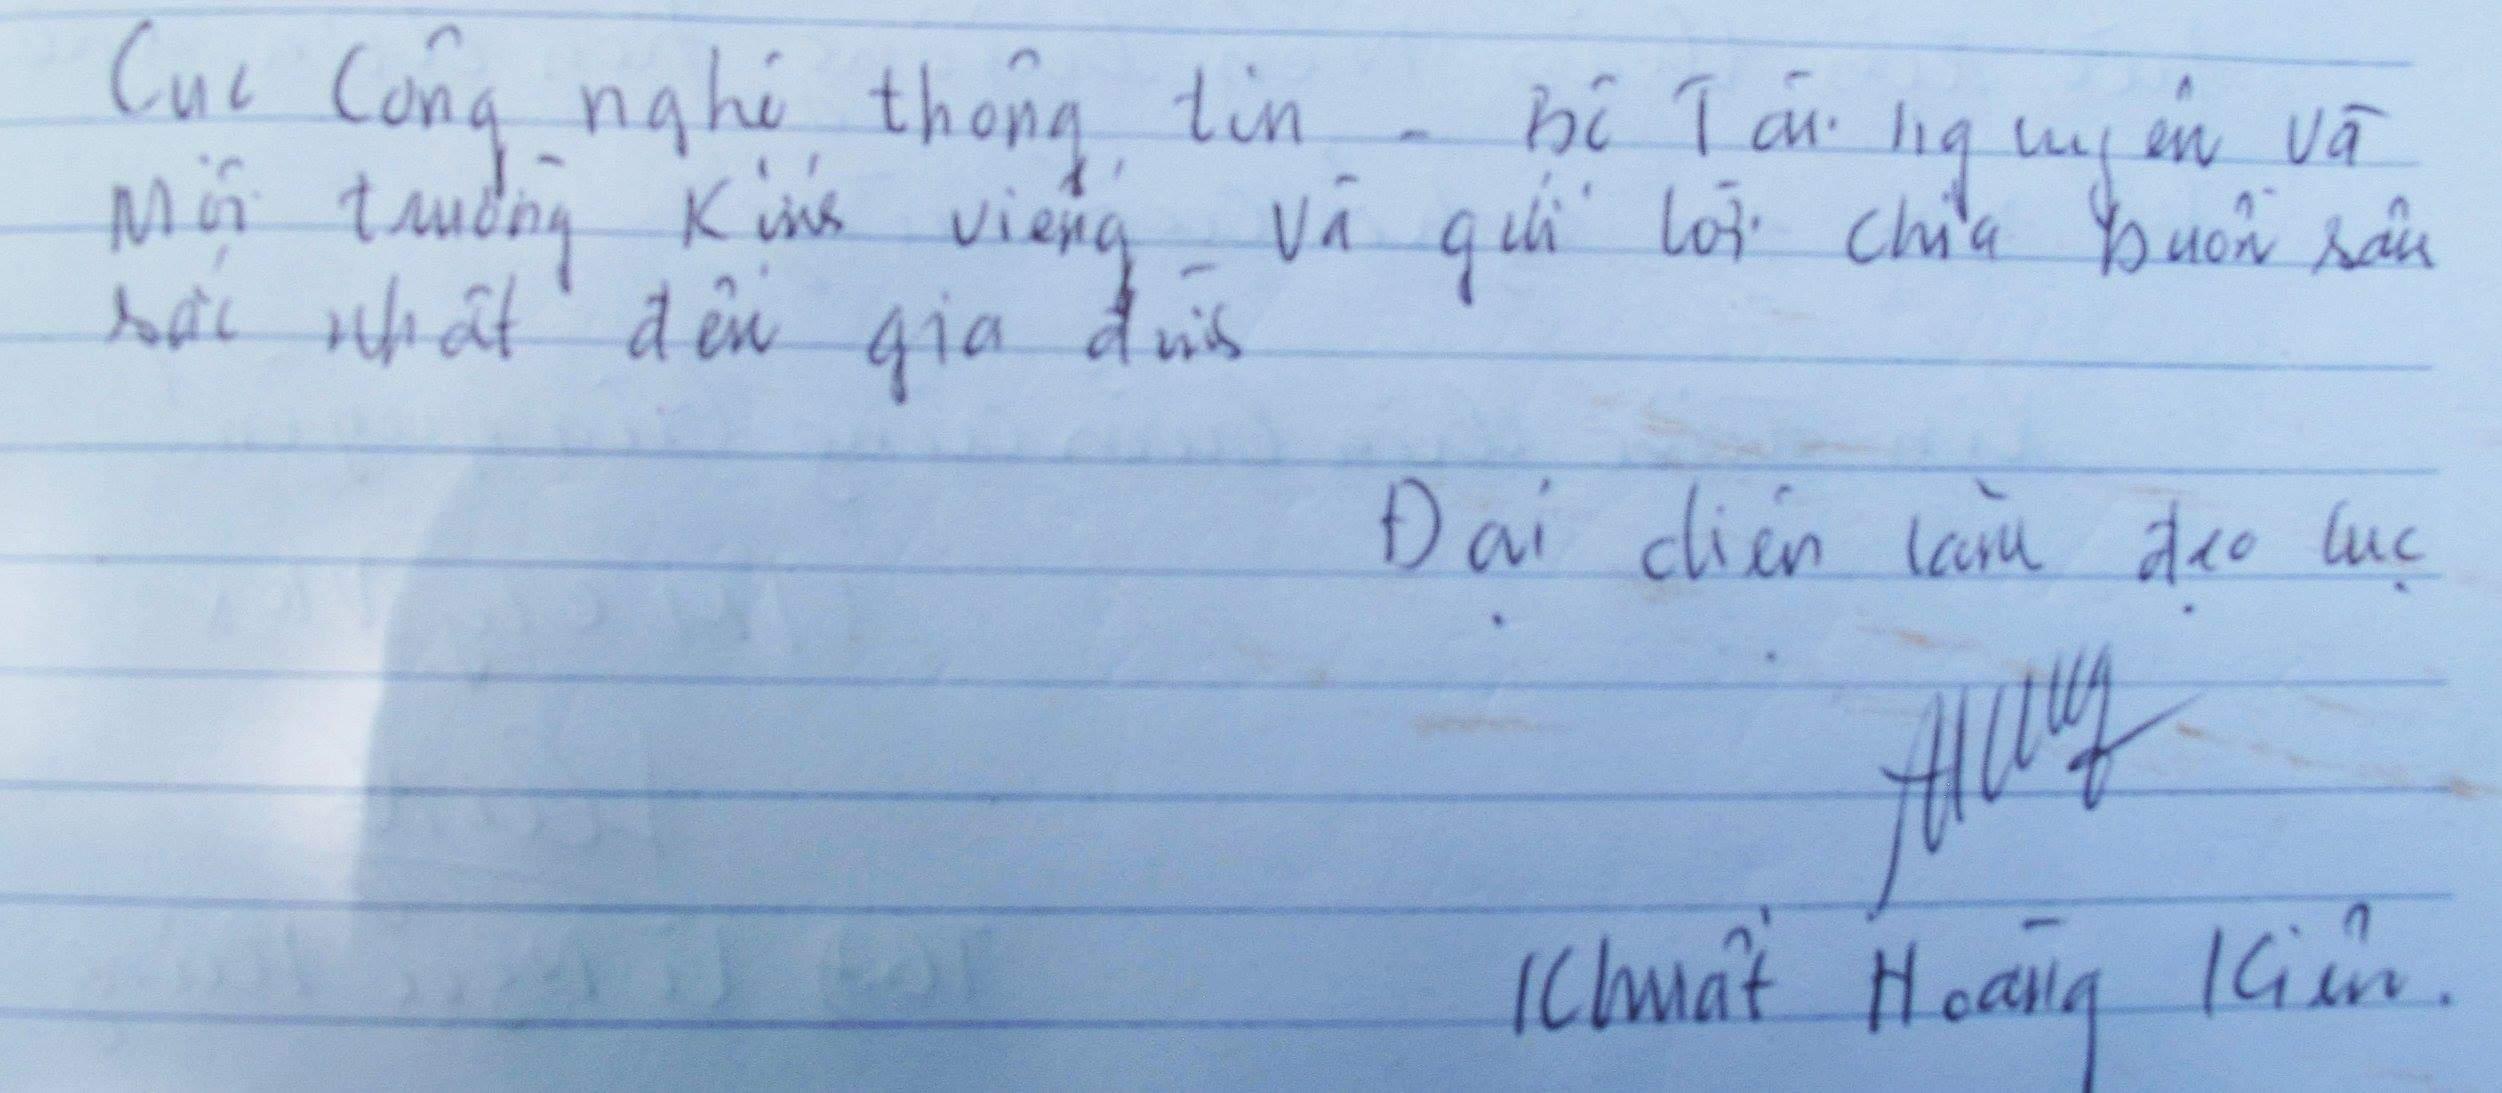 Cục Công nghệ thông tin - Bộ Tài nguyên và
Môi trường Kính viếng và gửi lời chia buồn sâu
sắc nhất đến gia đình
Đại diện lãnh đạo cục
Khuất Hoàng Kiên.